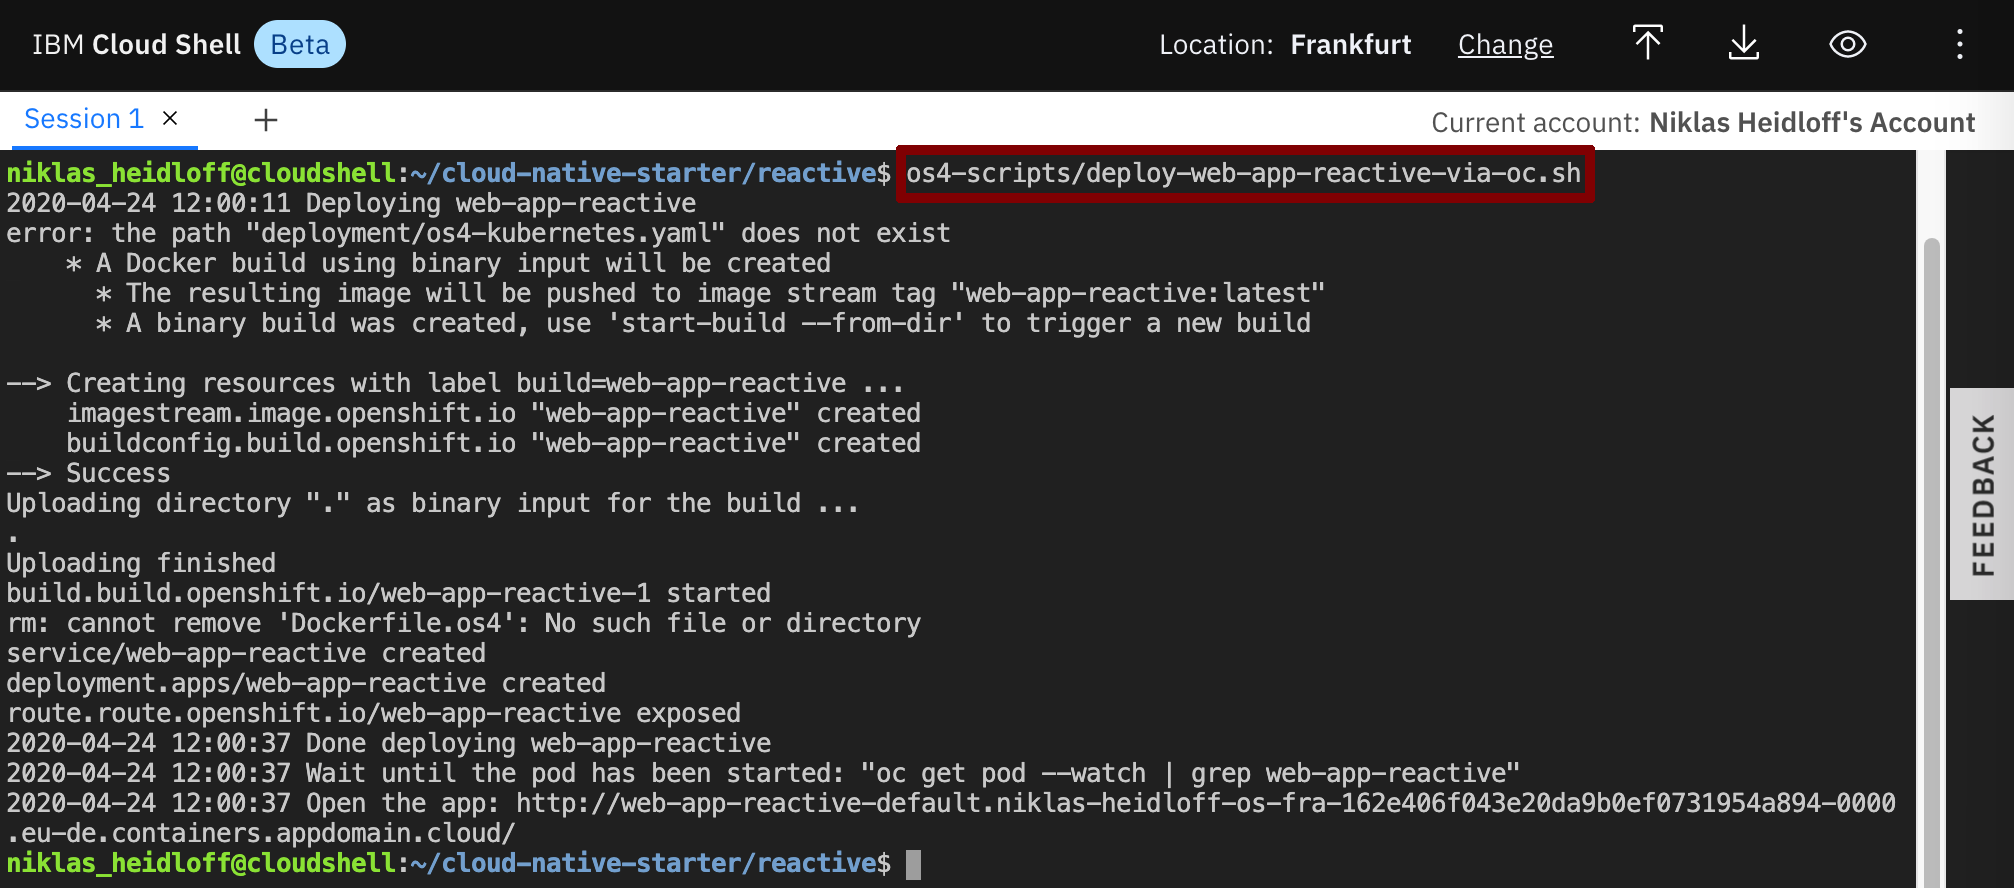 IBM Cloud Shell Beta Location: Frankfurt Change
Session 1 × + Current account: Niklas Heidloff's Account
niklas_heidloff@cloudshell:~/cloud-native-starter/reactive$ os4-scripts/deploy-web-app-reactive-via-oc.sh
2020-04-24 12:00:11 Deploying web-app-reactive
error: the path "deployment/os4-kubernetes.yaml" does not exist
    * A Docker build using binary input will be created
      * The resulting image will be pushed to image stream tag "web-app-reactive:latest"
      * A binary build was created, use 'start-build --from-dir' to trigger a new build
--> Creating resources with label build=web-app-reactive ...
    imagestream.image.openshift.io "web-app-reactive" created
    buildconfig.build.openshift.io "web-app-reactive" created
--> Success
Uploading directory "." as binary input for the build ...
.
Uploading finished
build.build.openshift.io/web-app-reactive-1 started
rm: cannot remove 'Dockerfile.os4': No such file or directory
service/web-app-reactive created
deployment.apps/web-app-reactive created
route.route.openshift.io/web-app-reactive exposed
2020-04-24 12:00:37 Done deploying web-app-reactive
2020-04-24 12:00:37 Wait until the pod has been started: "oc get pod --watch | grep web-app-reactive"
2020-04-24 12:00:37 Open the app: http://web-app-reactive-default.niklas-heidloff-os-fra-162e406f043e20da9b0ef0731954a894-0000
.eu-de.containers.appdomain.cloud/
niklas_heidloff@cloudshell:~/cloud-native-starter/reactive$
FEEDBACK